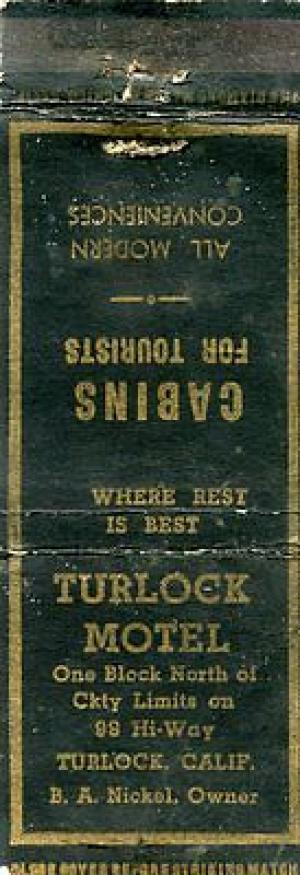 ALL MODERN
CONVENIENCES
CABINS
FOR TOURISTS
WHERE REST
IS BEST
TURLOCK
MOTEL
One Block North of
Ckty Limits on
99 Hi-Way
TURLOCK, CALIF.
B. A. Nickel, Owner